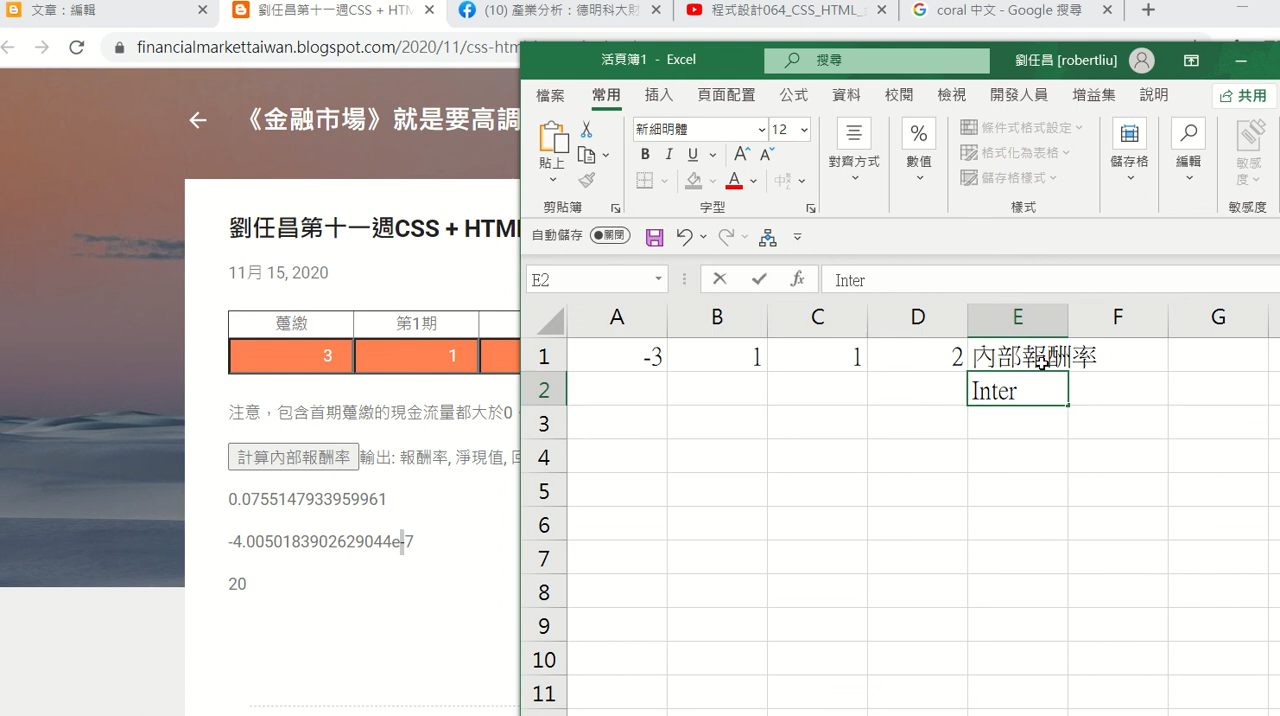 文章：編輯
劉任昌第十一週CSS + HTM
(10) 產業分析：德明科大財
程式設計064_CSS_HTML_
coral 中文 - Google 搜尋
financialmarkettaiwan.blogspot.com/2020/11/css-htm
《金融市場》就是要高調
劉任昌第十一週CSS + HTM
11月 15, 2020
躉繳
第1期
3
1
注意，包含首期躉繳的現金流量都大於0
計算內部報酬率
輸出: 報酬率, 淨現值,
0.0755147933959961
-4.0050183902629044e-7
20
活頁簿1 - Excel
搜尋
劉任昌 [robertliu]
檔案 常用 插入 頁面配置 公式 資料 校閱 檢視 開發人員 增益集 說明
共用
貼上
新細明體
12
B I U A A
A
中
對齊方式
%
數值
條件式格式設定
格式化為表格
儲存格樣式
儲存格
編輯
敏感度
剪貼簿 字型 樣式 敏感度
自動儲存 關閉
E2
fx
Inter
A B C D E F G
1 -3 1 1 2 內部報酬率
2 Inter
3
4
5
6
7
8
9
10
11